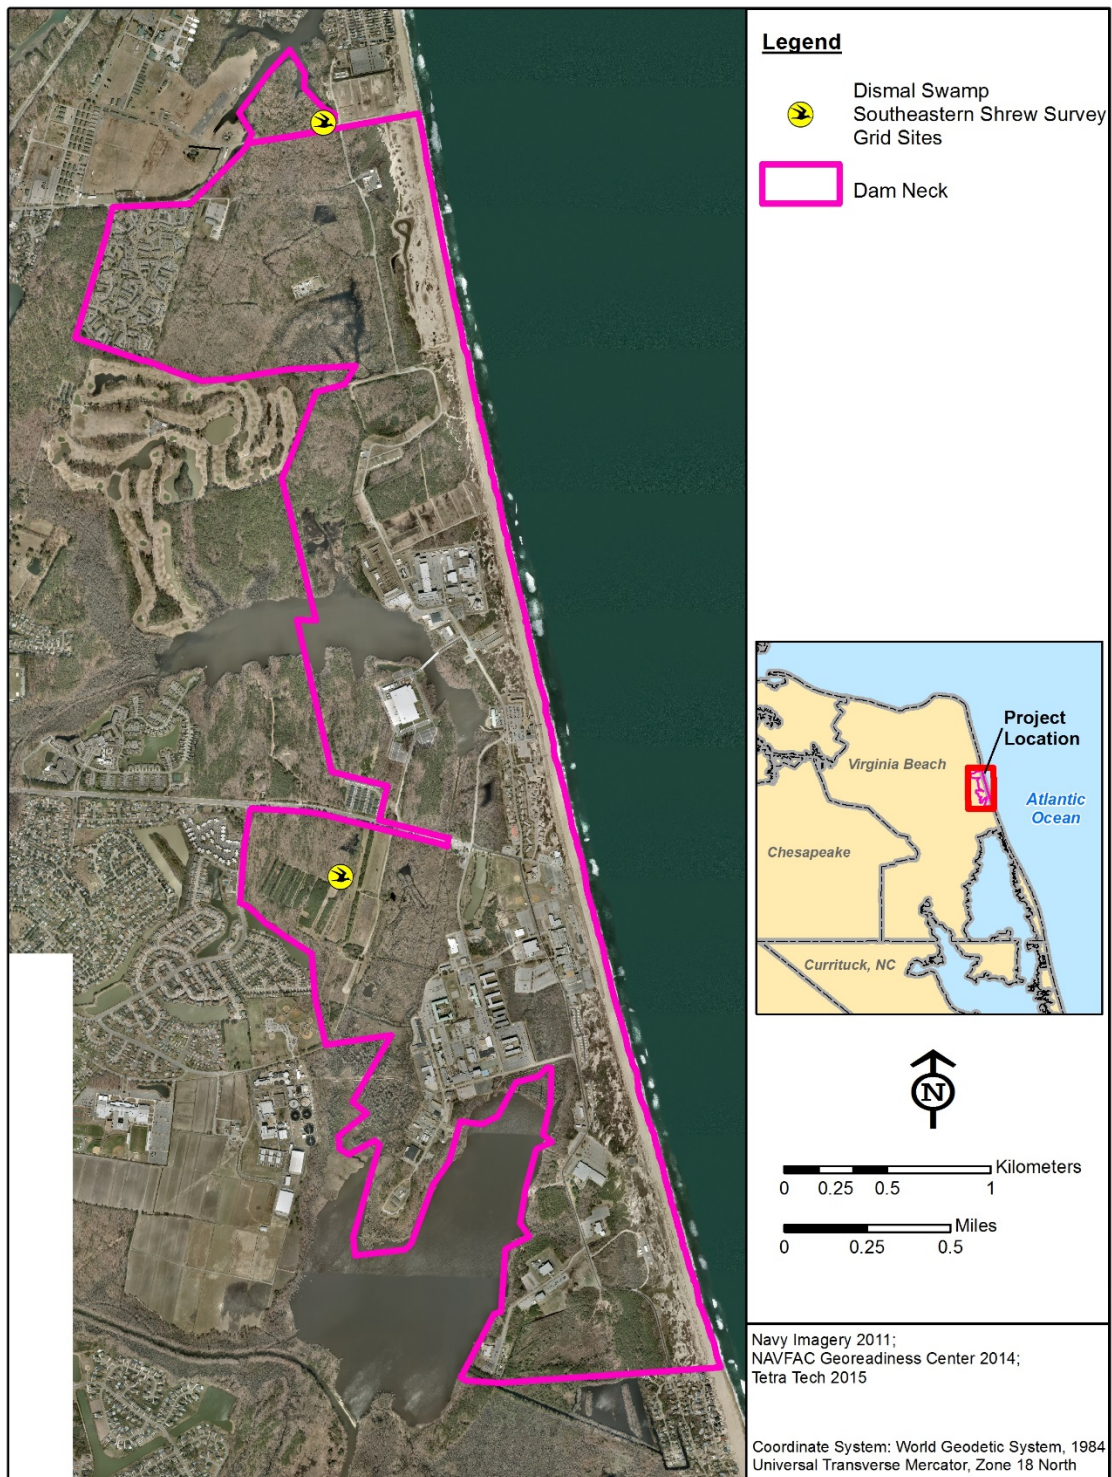 Legend
Dismal Swamp
Southeastern Shrew Survey
Grid Sites
Dam Neck
Project
Location
Virginia Beach
Atlantic
Ocean
Chesapeake
Currituck, NC
N
Kilometers
0 0.25 0.5 1
Miles
0 0.25 0.5
Navy Imagery 2011;
NAVFAC Georeadiness Center 2014;
Tetra Tech 2015
Coordinate System: World Geodetic System, 1984
Universal Transverse Mercator, Zone 18 North